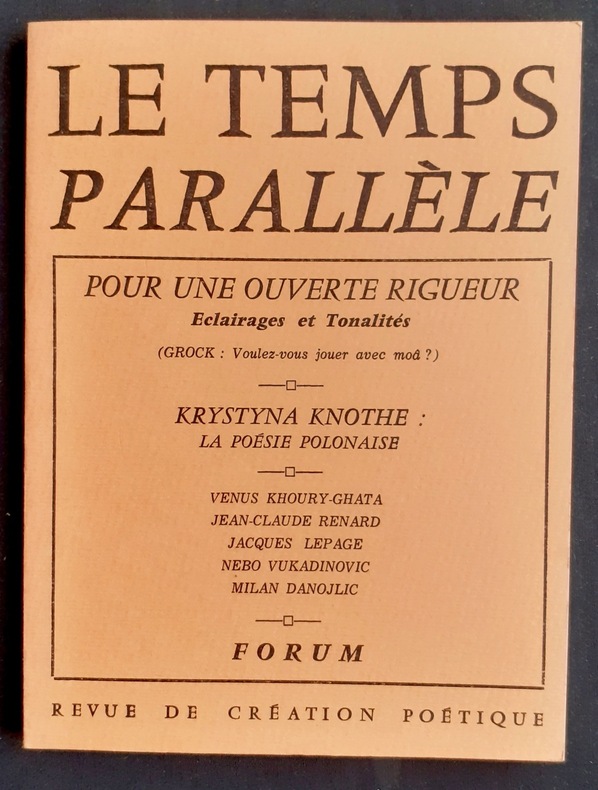 LE TEMPS
PARALLÈLE
POUR UNE OUVERTE RIGUEUR
Eclairages et Tonalités
(GROCK : Voulez-vous jouer avec moâ ?)
KRYSTYNA KNOTHE :
LA POÉSIE POLONAISE
VENUS KHOURY-GHATA
JEAN-CLAUDE RENARD
JACQUES LEPAGE
NEBO VUKADINOVIC
MILAN DANOJLIC
FORUM
REVUE DE CRÉATION POÉTIQUE